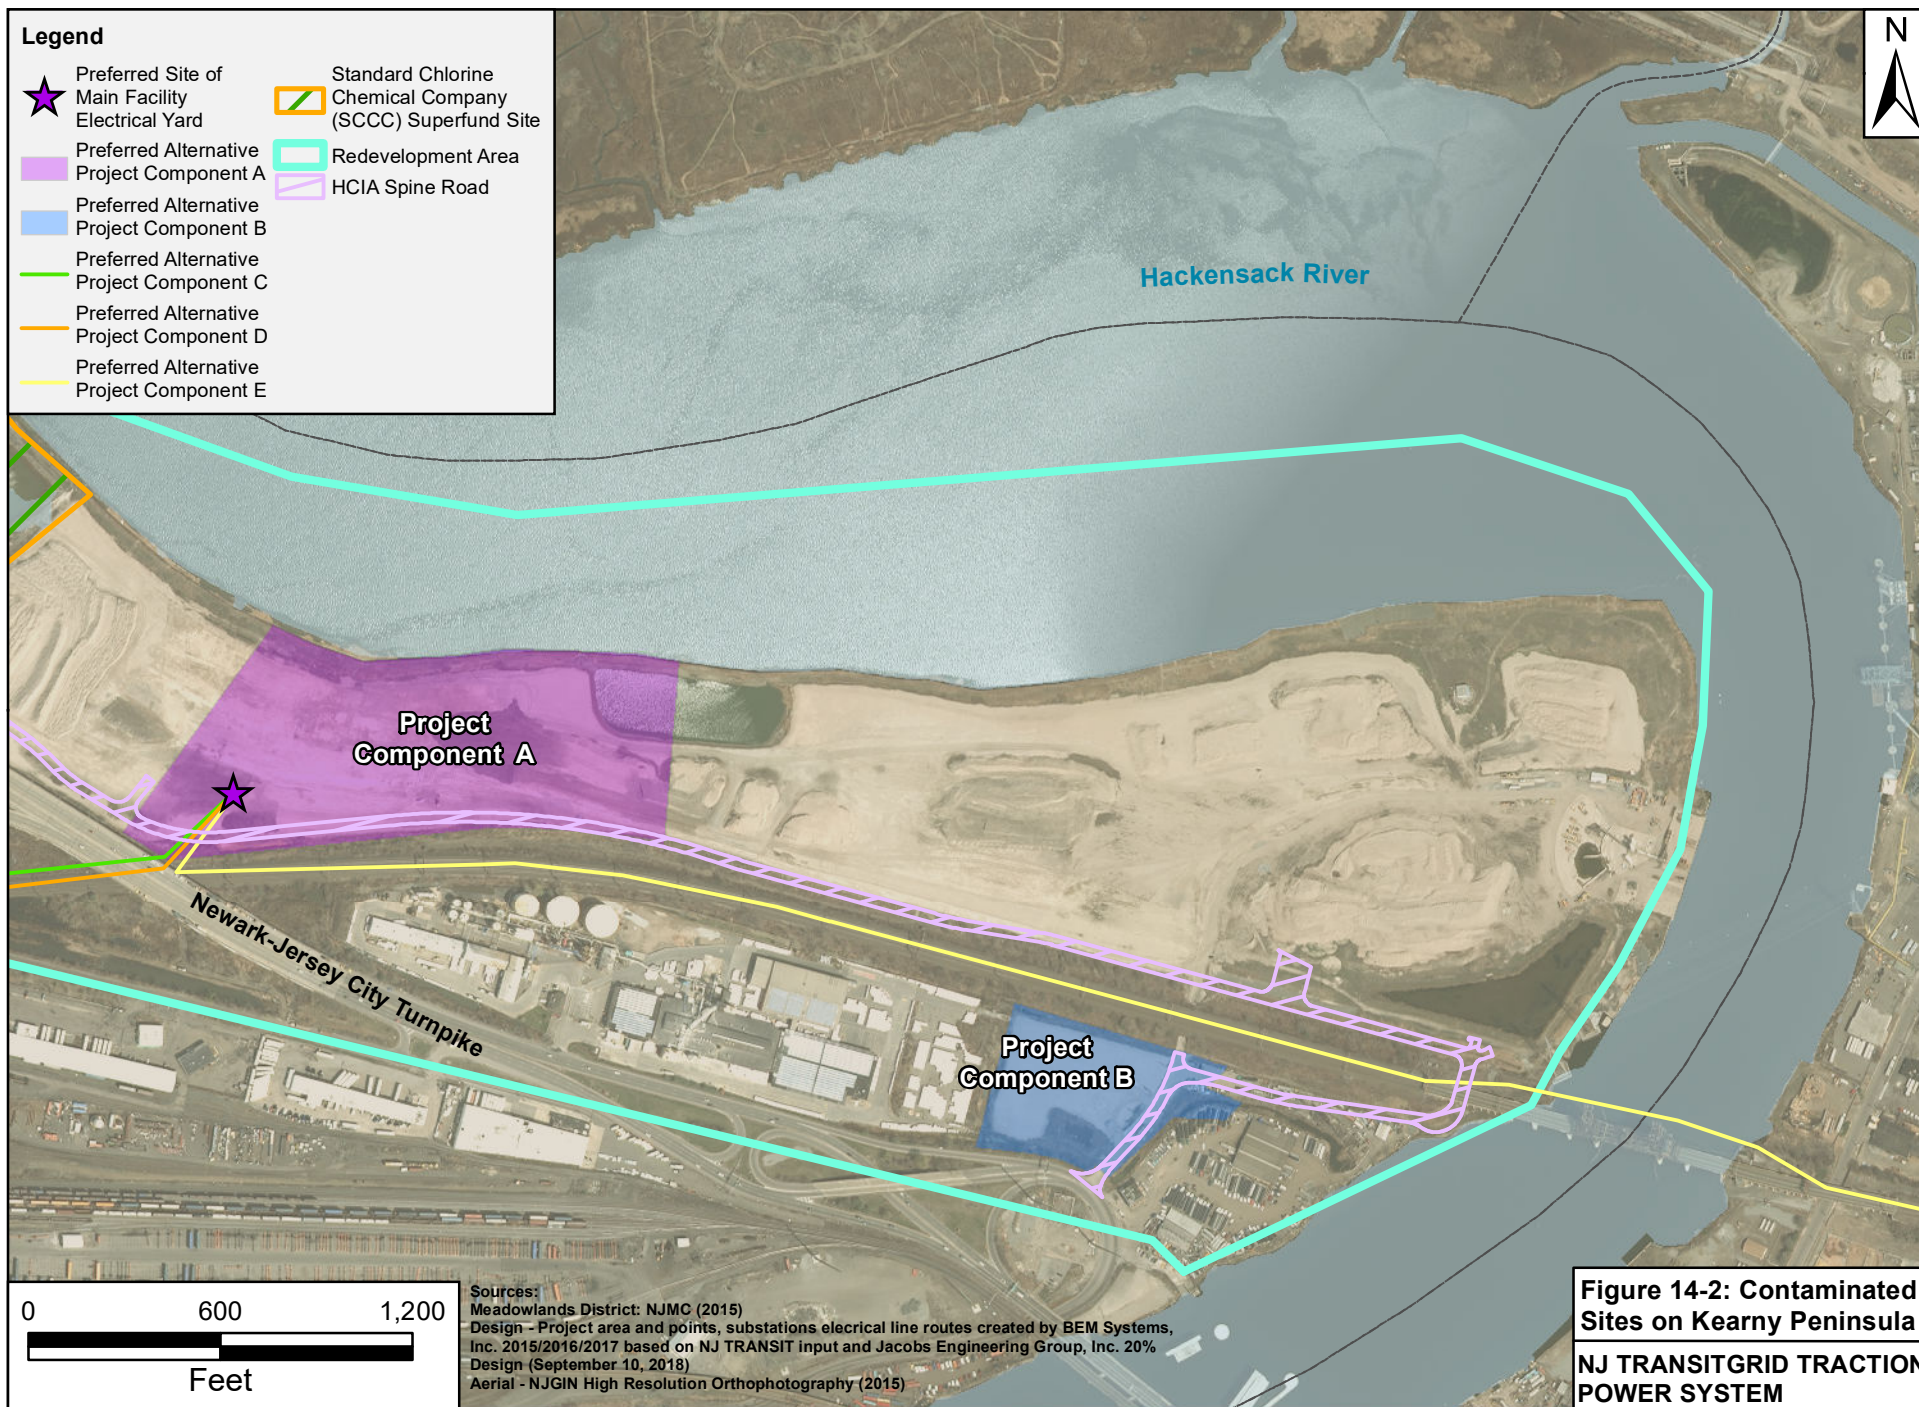 Legend
Preferred Site of
Main Facility
Electrical Yard
Preferred Alternative
Project Component A
Preferred Alternative
Project Component B
Preferred Alternative
Project Component C
Preferred Alternative
Project Component D
Preferred Alternative
Project Component E
Standard Chlorine
Chemical Company
(SCCC) Superfund Site
Redevelopment Area
HCIA Spine Road
N
Hackensack River
Project
Component A
Newark-Jersey City Turnpike
Project
Component B
0 600 1,200
Feet
Sources:
Meadowlands District: NJMC (2015)
Design - Project area and points, substations elecrical line routes created by BEM Systems,
Inc. 2015/2016/2017 based on NJ TRANSIT input and Jacobs Engineering Group, Inc. 20%
Design (September 10, 2018)
Aerial - NJGIN High Resolution Orthophotography (2015)
Figure 14-2: Contaminated
Sites on Kearny Peninsula
NJ TRANSITGRID TRACTION
POWER SYSTEM